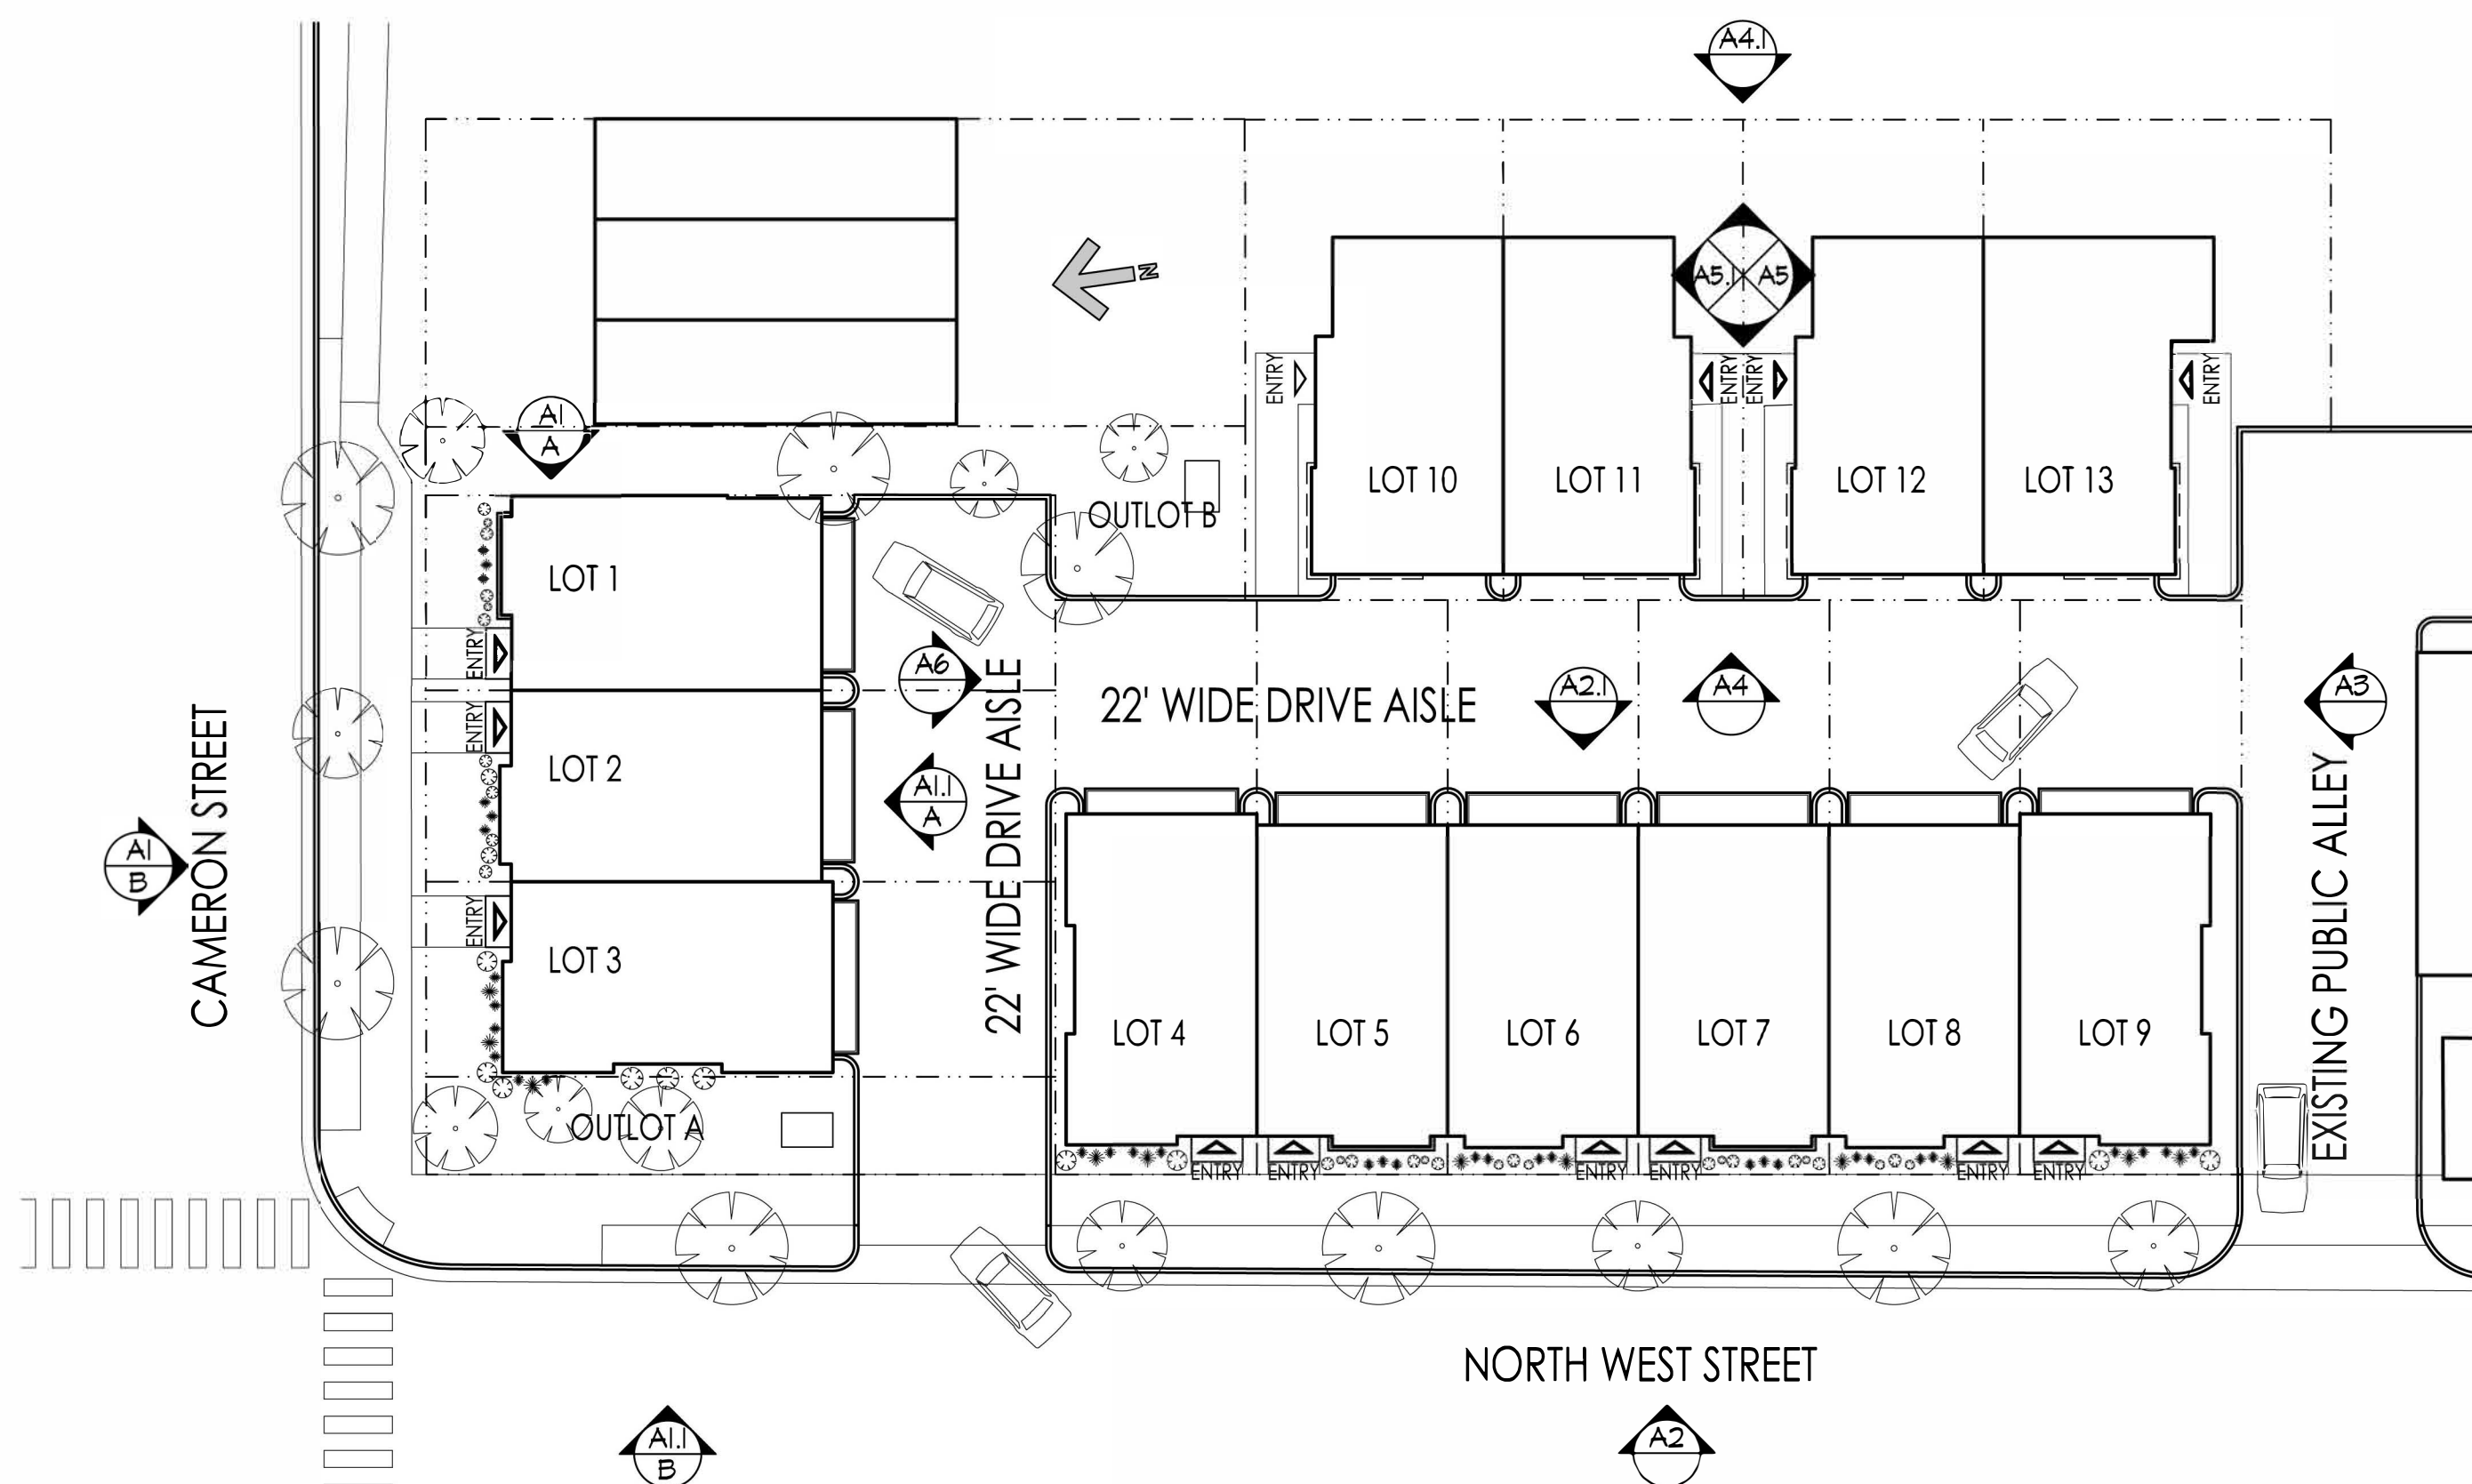 A4.1
N
A5.1
A5
A1
A
ENTRY
ENTRY
ENTRY
ENTRY
LOT 10
LOT 11
LOT 12
LOT 13
OUTLOT B
LOT 1
ENTRY
A6
22' WIDE DRIVE AISLE
22' WIDE DRIVE AISLE
A2.1
A4
A3
ENTRY
LOT 2
A1.1
A
CAMERON STREET
A1
B
EXISTING PUBLIC ALLEY
ENTRY
LOT 3
LOT 4
LOT 5
LOT 6
LOT 7
LOT 8
LOT 9
OUTLOT A
ENTRY
ENTRY
ENTRY
ENTRY
ENTRY
ENTRY
NORTH WEST STREET
A1.1
B
A2